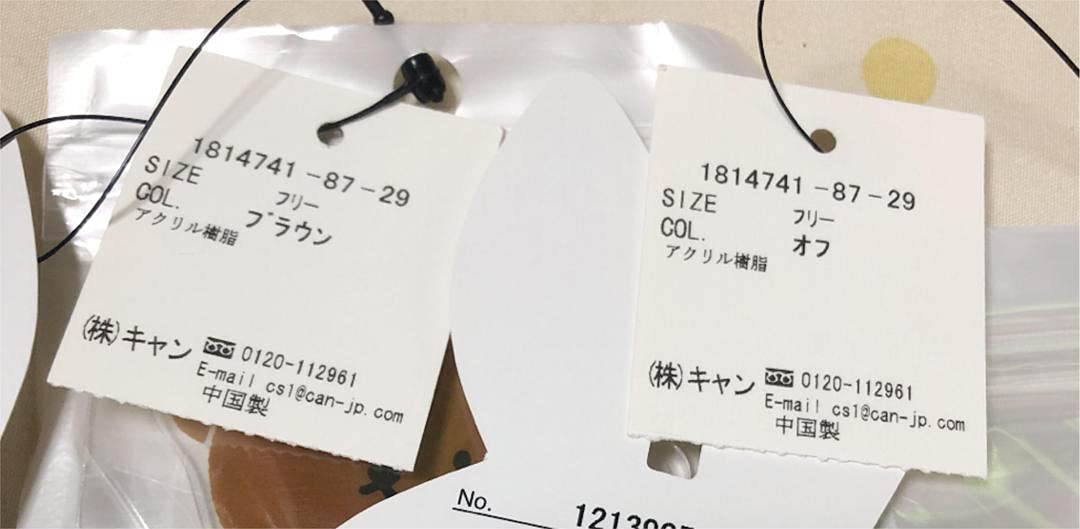 1814741-87-29
SIZE フリー
COL. ブラウン
アクリル樹脂
(株)キャン 0120-112961
E-mail cs1@can-jp.com
中国製
1814741-87-29
SIZE フリー
COL. オフ
アクリル樹脂
(株)キャン 0120-112961
E-mail cs1@can-jp.com
中国製
No.